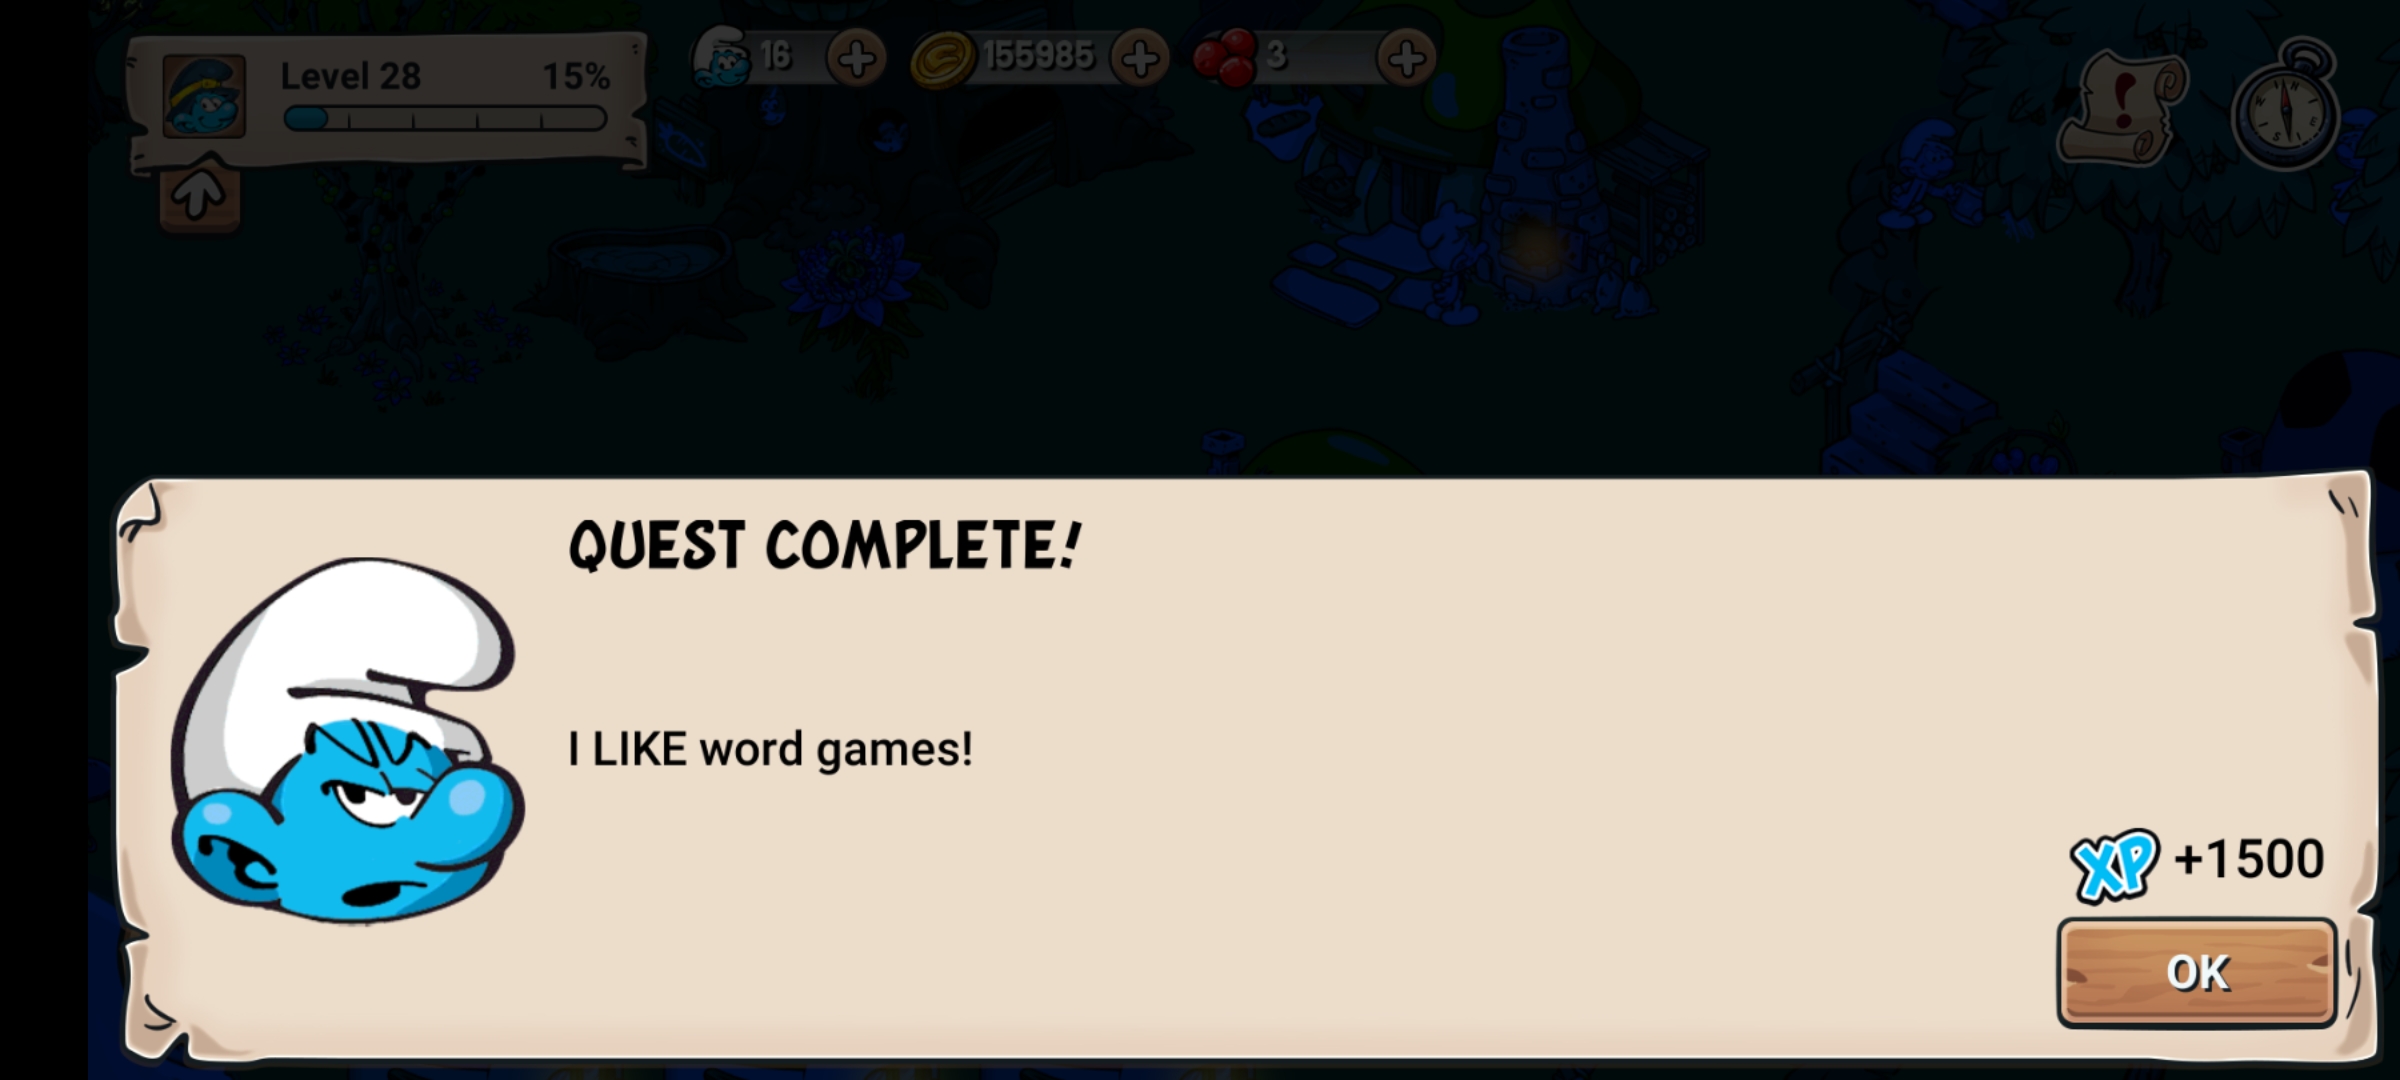 Level 28 15%
16
155985
3
QUEST COMPLETE!
I LIKE word games!
XP +1500
OK